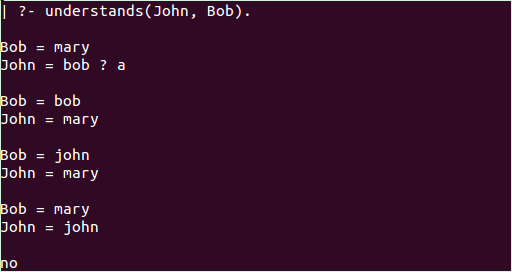 | ?- understands(John, Bob).
Bob = mary
John = bob ? a
Bob = bob
John = mary
Bob = john
John = mary
Bob = mary
John = john
no